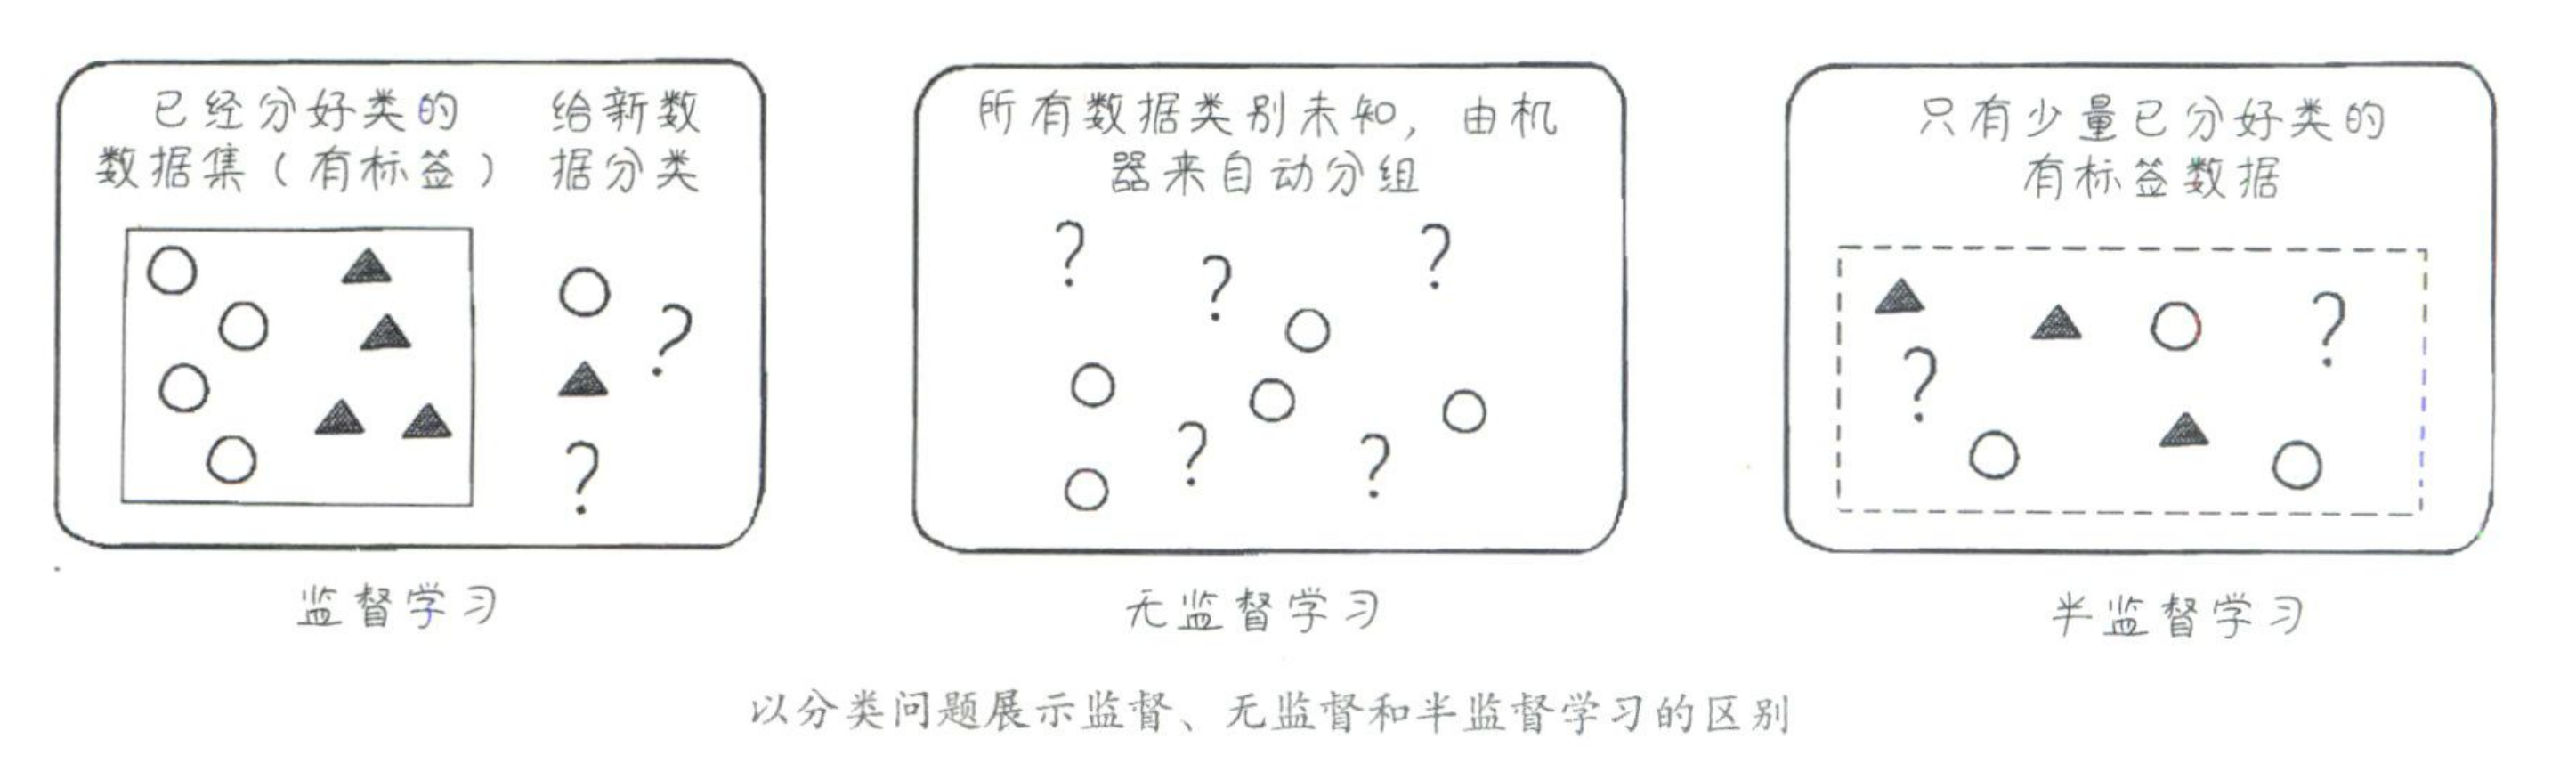 已经分好类的
数据集（有标签）
给新数
据分类
?
?
监督学习
所有数据类别未知，由机
器来自动分组
?
?
?
?
?
无监督学习
只有少量已分好类的
有标签数据
?
?
半监督学习
以分类问题展示监督、无监督和半监督学习的区别